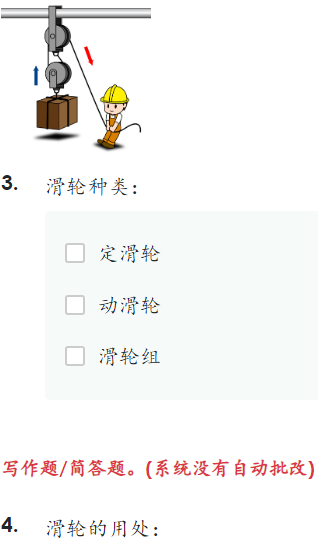 3. 滑轮种类：
定滑轮
动滑轮
滑轮组
写作题/简答题。(系统没有自动批改)
4. 滑轮的用处：